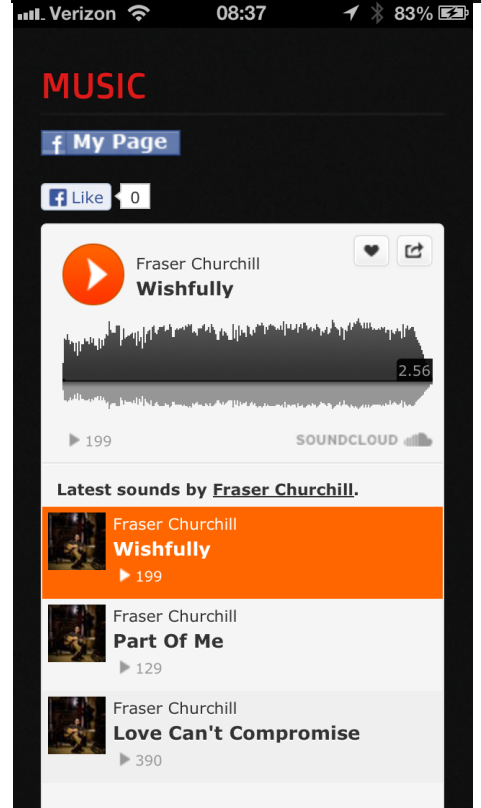 Verizon 08:37 83%
MUSIC
f My Page
f Like 0
Fraser Churchill
Wishfully
2.56
199 SOUNDCLOUD
Latest sounds by Fraser Churchill.
Fraser Churchill
Wishfully
199
Fraser Churchill
Part Of Me
129
Fraser Churchill
Love Can't Compromise
390